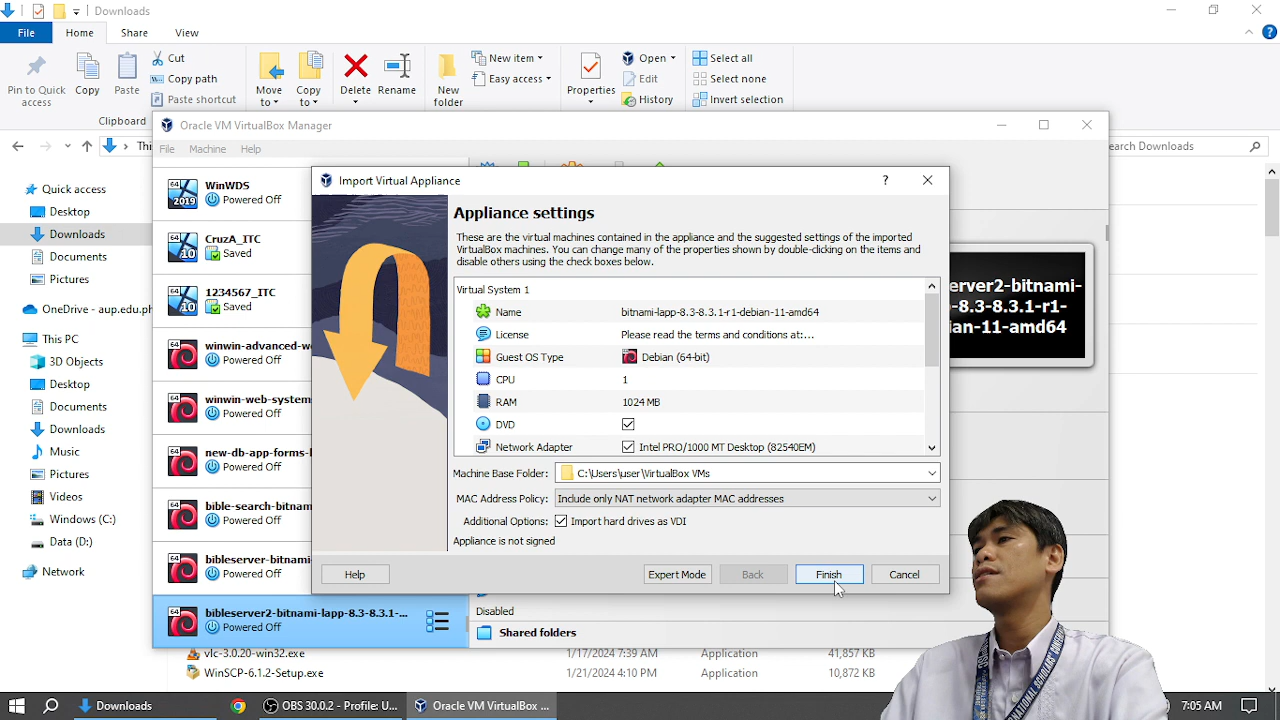 Downloads
File Home Share View
Pin to Quick access
Copy
Paste
Cut
Copy path
Paste shortcut
Clipboard
Move to
Copy to
Delete
Rename
New folder
New item
Easy access
Properties
Open
Edit
History
Select all
Select none
Invert selection
Thi
earch Downloads
Quick access
Desktop
Downloads
Documents
Pictures
OneDrive - aup.edu.ph
This PC
3D Objects
Desktop
Documents
Downloads
Music
Pictures
Videos
Windows (C:)
Data (D:)
Network
Oracle VM VirtualBox Manager
File Machine Help
WinWDS
Powered Off
CruzA_ITC
Saved
1234567_ITC
Saved
winwin-advanced-w
Powered Off
winwin-web-system
Powered Off
new-db-app-forms-
Powered Off
bible-search-bitnam
Powered Off
bibleserver-bitnami
Powered Off
bibleserver2-bitnami-lapp-8.3-8.3.1-...
Powered Off
64
2019
64
10
64
10
64
64
64
64
64
64
Import Virtual Appliance
?
Appliance settings
These are the virtual machines contained in the appliance and the suggested settings of the imported
VirtualBox machines. You can change many of the properties shown by double-clicking on the items and
disable others using the check boxes below.
Virtual System 1
Name bitnami-lapp-8.3-8.3.1-r1-debian-11-amd64
License Please read the terms and conditions at:...
Guest OS Type Debian (64-bit)
CPU 1
RAM 1024 MB
DVD
Network Adapter Intel PRO/1000 MT Desktop (82540EM)
Machine Base Folder: C:\Users\user\VirtualBox VMs
MAC Address Policy: Include only NAT network adapter MAC addresses
Additional Options: Import hard drives as VDI
Appliance is not signed
Help Expert Mode Back Finish Cancel
erver2-bitnami-
-8.3-8.3.1-r1-
ian-11-amd64
Disabled
Shared folders
vlc-3.0.20-win32.exe 1/17/2024 7:39 AM Application 41,857 KB
WinSCP-6.1.2-Setup.exe 1/21/2024 4:10 PM Application 10,872 KB
Downloads OBS 30.0.2 - Profile: U... Oracle VM VirtualBox ... 7:05 AM